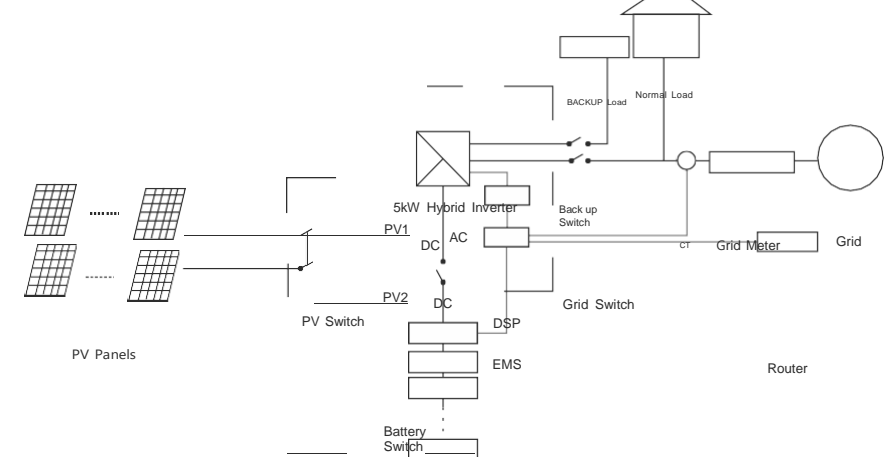 BACKUP Load
Normal Load
5kW Hybrid Inverter
Back up
Switch
PV1
DC
AC
CT
Grid Meter
Grid
PV2
DC
Grid Switch
PV Switch
DSP
PV Panels
EMS
Router
Battery
Switch